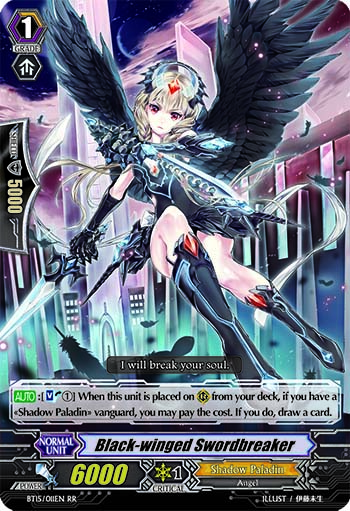 1
GRADE
SHIELD
5000
I will break your soul.
AUTO : [V] ① When this unit is placed on R from your deck, if you have a
«Shadow Paladin» vanguard, you may pay the cost. If you do, draw a card.
NORMAL
UNIT
Black-winged Swordbreaker
POWER
6000
1
CRITICAL
Shadow Paladin
Angel
BT15/011EN RR
ILLUST / 伊藤未生